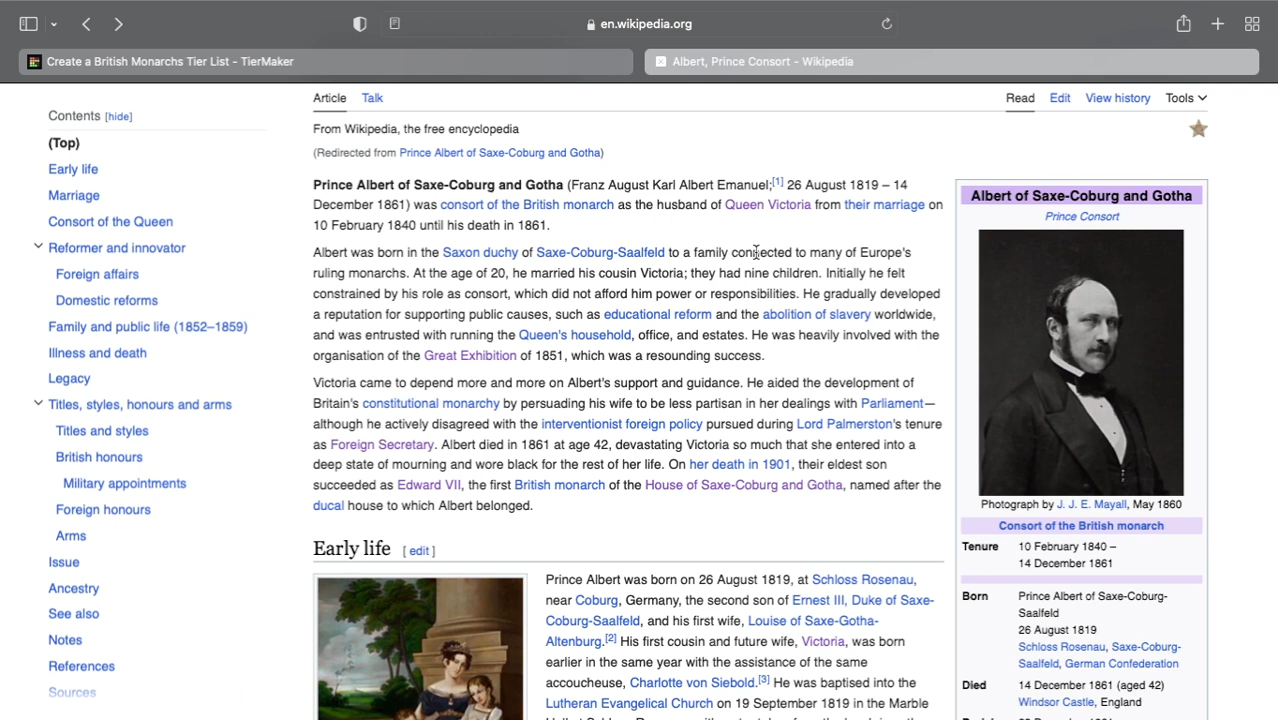 en.wikipedia.org
Create a British Monarchs Tier List - TierMaker
Albert, Prince Consort - Wikipedia
Contents [hide]
(Top)
Early life
Marriage
Consort of the Queen
Reformer and innovator
Foreign affairs
Domestic reforms
Family and public life (1852–1859)
Illness and death
Legacy
Titles, styles, honours and arms
Titles and styles
British honours
Military appointments
Foreign honours
Arms
Issue
Ancestry
See also
Notes
References
Sources
Article Talk
Read Edit View history Tools
From Wikipedia, the free encyclopedia
(Redirected from Prince Albert of Saxe-Coburg and Gotha)
Prince Albert of Saxe-Coburg and Gotha (Franz August Karl Albert Emanuel;[1] 26 August 1819 – 14
December 1861) was consort of the British monarch as the husband of Queen Victoria from their marriage on
10 February 1840 until his death in 1861.
Albert was born in the Saxon duchy of Saxe-Coburg-Saalfeld to a family connected to many of Europe's
ruling monarchs. At the age of 20, he married his cousin Victoria; they had nine children. Initially he felt
constrained by his role as consort, which did not afford him power or responsibilities. He gradually developed
a reputation for supporting public causes, such as educational reform and the abolition of slavery worldwide,
and was entrusted with running the Queen's household, office, and estates. He was heavily involved with the
organisation of the Great Exhibition of 1851, which was a resounding success.
Victoria came to depend more and more on Albert's support and guidance. He aided the development of
Britain's constitutional monarchy by persuading his wife to be less partisan in her dealings with Parliament—
although he actively disagreed with the interventionist foreign policy pursued during Lord Palmerston's tenure
as Foreign Secretary. Albert died in 1861 at age 42, devastating Victoria so much that she entered into a
deep state of mourning and wore black for the rest of her life. On her death in 1901, their eldest son
succeeded as Edward VII, the first British monarch of the House of Saxe-Coburg and Gotha, named after the
ducal house to which Albert belonged.
Early life [ edit ]
Prince Albert was born on 26 August 1819, at Schloss Rosenau,
near Coburg, Germany, the second son of Ernest III, Duke of Saxe-
Coburg-Saalfeld, and his first wife, Louise of Saxe-Gotha-
Altenburg.[2] His first cousin and future wife, Victoria, was born
earlier in the same year with the assistance of the same
accoucheuse, Charlotte von Siebold.[3] He was baptised into the
Lutheran Evangelical Church on 19 September 1819 in the Marble
Albert of Saxe-Coburg and Gotha
Prince Consort
Photograph by J. J. E. Mayall, May 1860
Consort of the British monarch
Tenure 10 February 1840 –
14 December 1861
Born Prince Albert of Saxe-Coburg-
Saalfeld
26 August 1819
Schloss Rosenau, Saxe-Coburg-
Saalfeld, German Confederation
Died 14 December 1861 (aged 42)
Windsor Castle, England